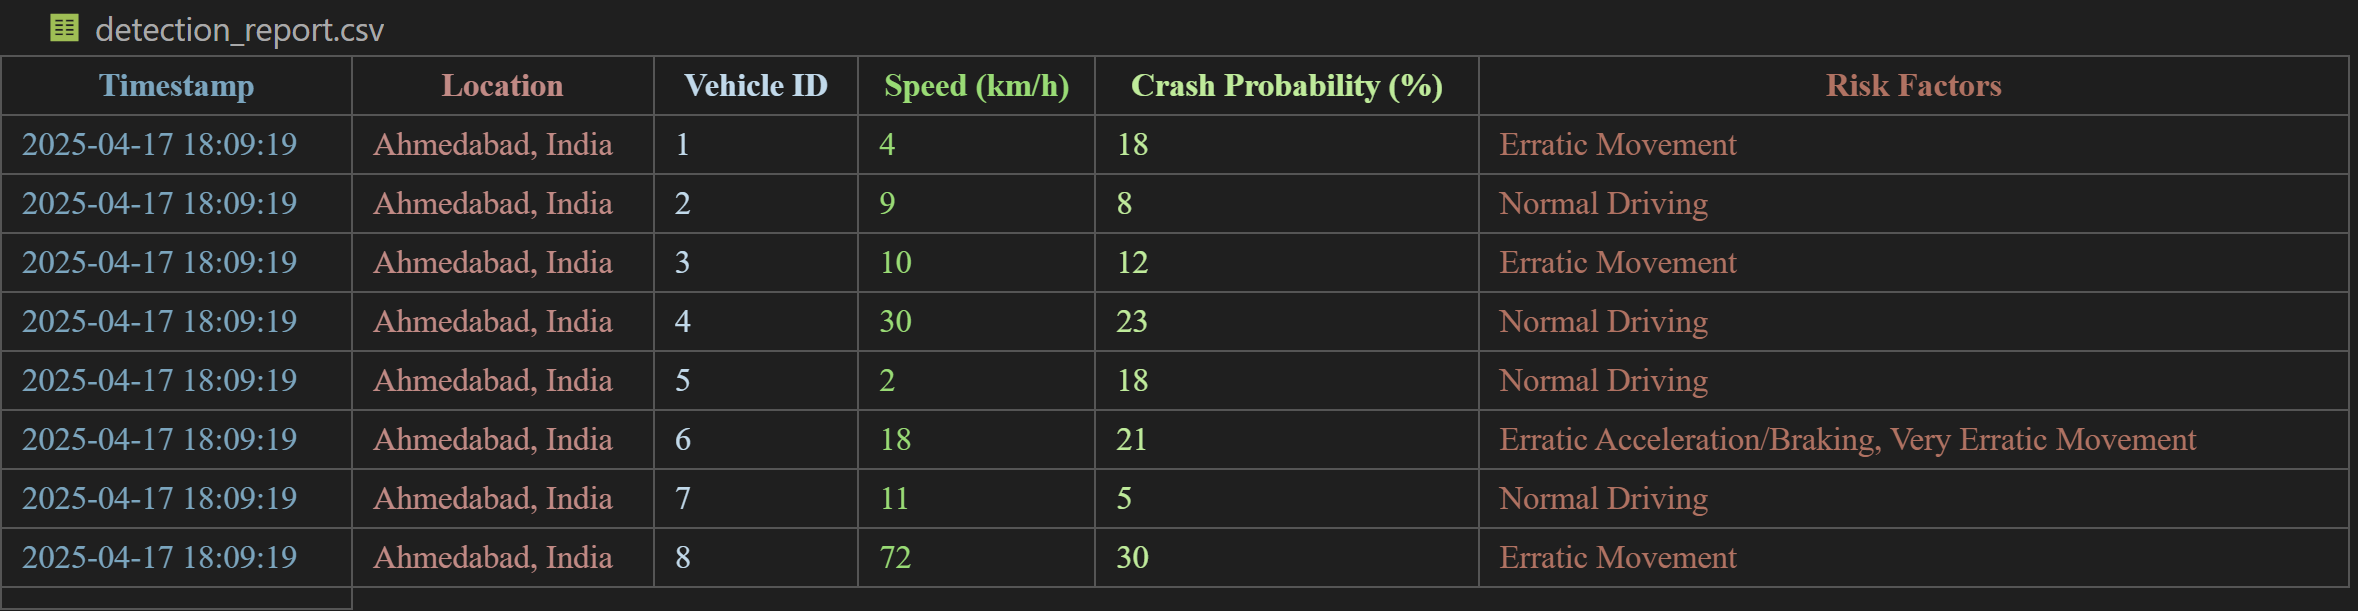 detection_report.csv
Timestamp Location Vehicle ID Speed (km/h) Crash Probability (%) Risk Factors
2025-04-17 18:09:19 Ahmedabad, India 1 4 18 Erratic Movement
2025-04-17 18:09:19 Ahmedabad, India 2 9 8 Normal Driving
2025-04-17 18:09:19 Ahmedabad, India 3 10 12 Erratic Movement
2025-04-17 18:09:19 Ahmedabad, India 4 30 23 Normal Driving
2025-04-17 18:09:19 Ahmedabad, India 5 2 18 Normal Driving
2025-04-17 18:09:19 Ahmedabad, India 6 18 21 Erratic Acceleration/Braking, Very Erratic Movement
2025-04-17 18:09:19 Ahmedabad, India 7 11 5 Normal Driving
2025-04-17 18:09:19 Ahmedabad, India 8 72 30 Erratic Movement